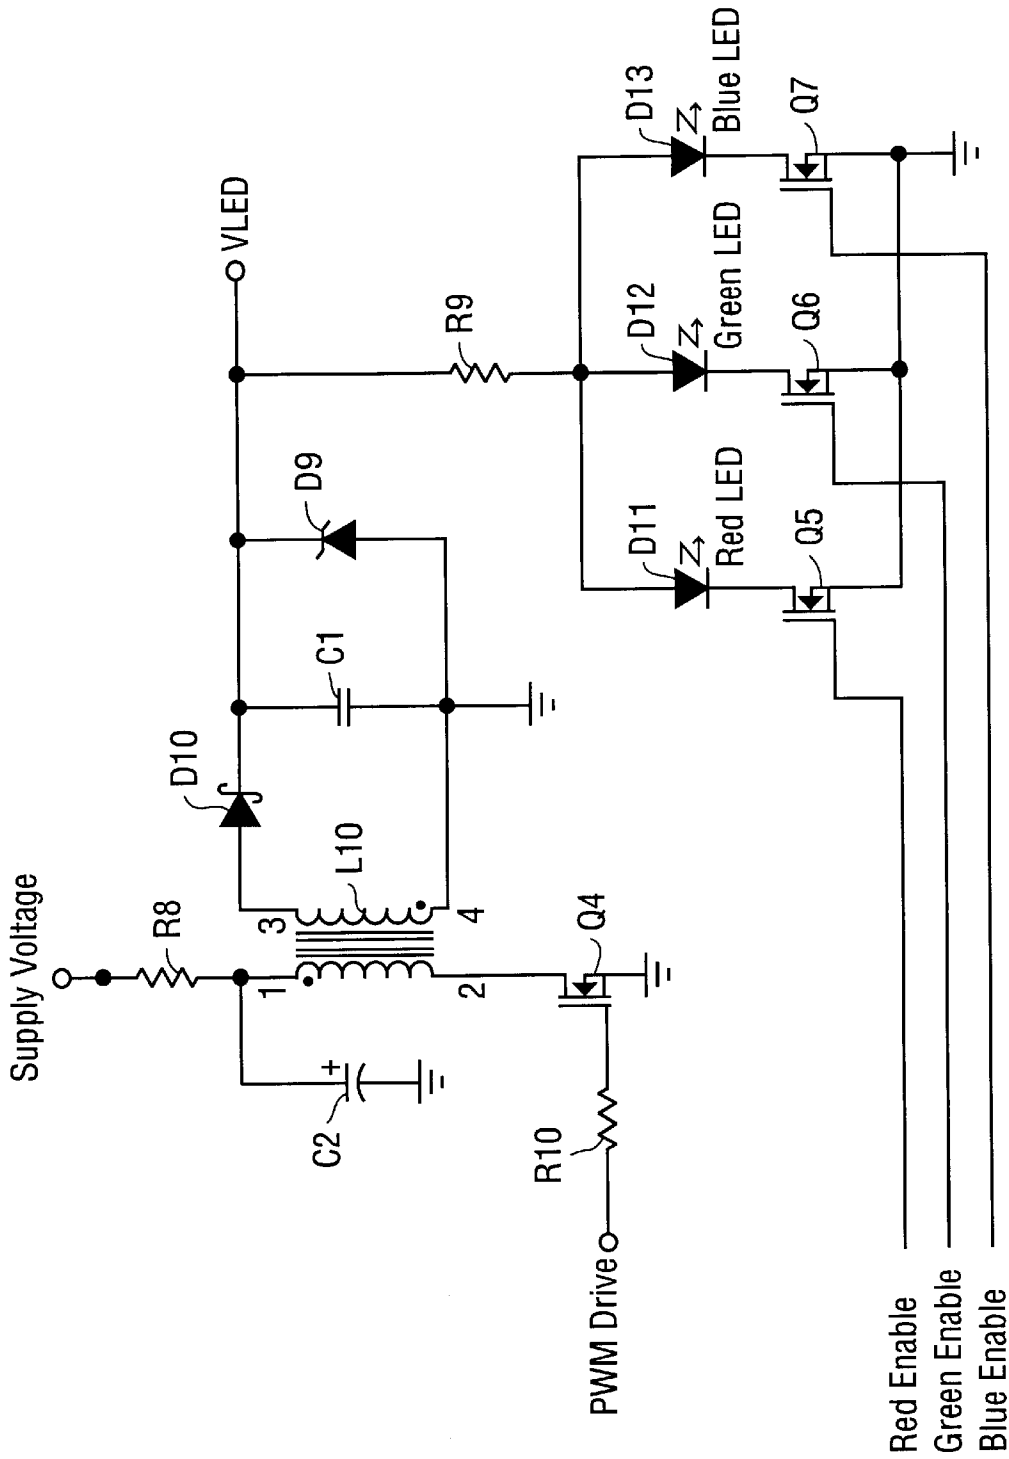 Supply Voltage
R8
D10
VLED
C1
D9
1
3
L10
C2
+
2
4
R9
R10
Q4
PWM Drive
D11
Red LED
D12
Green LED
D13
Blue LED
Q5
Q6
Q7
Red Enable
Green Enable
Blue Enable